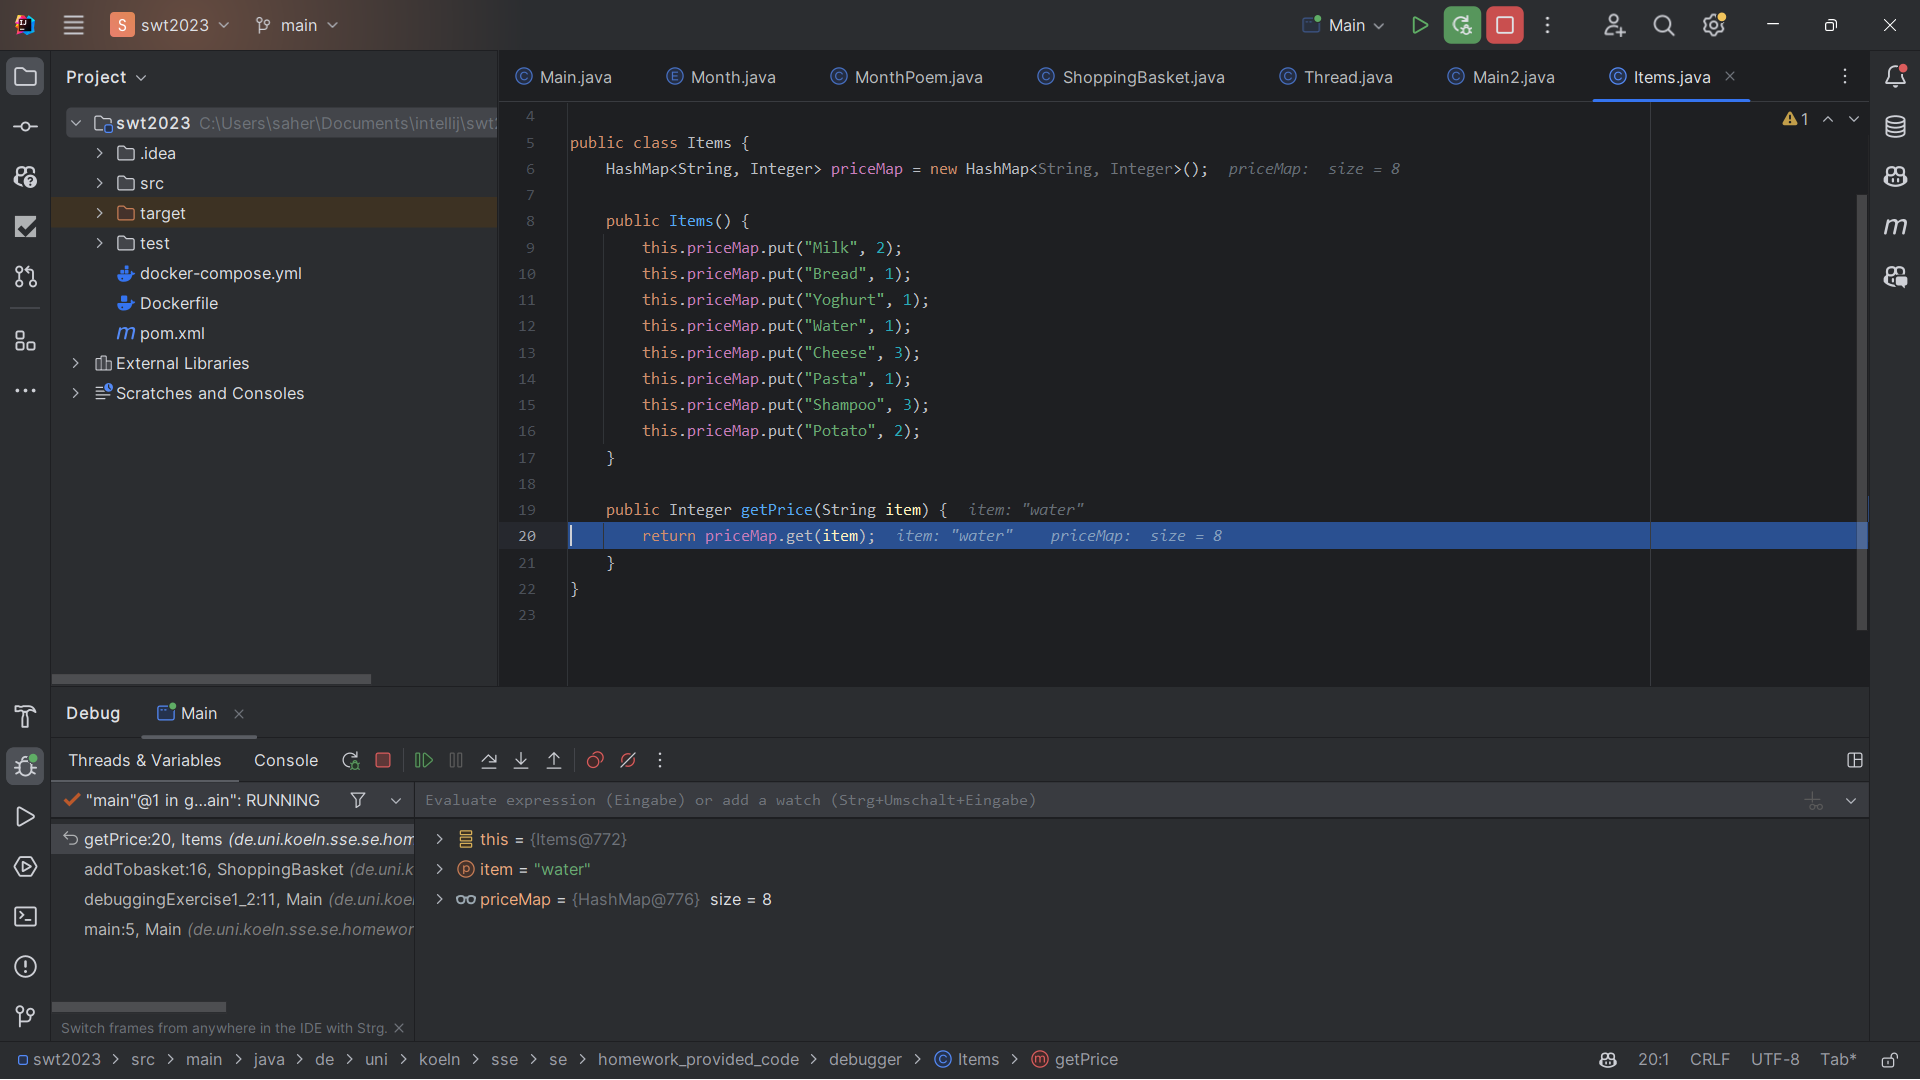 S swt2023 main Main
Project
Main.java Month.java MonthPoem.java ShoppingBasket.java Thread.java Main2.java Items.java
swt2023 C:\Users\saher\Documents\intellij\swt
.idea
src
target
test
docker-compose.yml
Dockerfile
pom.xml
External Libraries
Scratches and Consoles
1
4
5 public class Items {
6 HashMap<String, Integer> priceMap = new HashMap<String, Integer>(); priceMap: size = 8
7
8 public Items() {
9 this.priceMap.put("Milk", 2);
10 this.priceMap.put("Bread", 1);
11 this.priceMap.put("Yoghurt", 1);
12 this.priceMap.put("Water", 1);
13 this.priceMap.put("Cheese", 3);
14 this.priceMap.put("Pasta", 1);
15 this.priceMap.put("Shampoo", 3);
16 this.priceMap.put("Potato", 2);
17 }
18
19 public Integer getPrice(String item) { item: "water"
20 return priceMap.get(item); item: "water" priceMap: size = 8
21 }
22 }
23
Debug Main
Threads & Variables Console
"main"@1 in g...ain": RUNNING
Evaluate expression (Eingabe) or add a watch (Strg+Umschalt+Eingabe)
getPrice:20, Items (de.uni.koeln.sse.se.hom
addTobasket:16, ShoppingBasket (de.uni.k
debuggingExercise1_2:11, Main (de.uni.koe
main:5, Main (de.uni.koeln.sse.se.homewor
this = {Items@772}
item = "water"
priceMap = {HashMap@776} size = 8
Switch frames from anywhere in the IDE with Strg.
swt2023 > src > main > java > de > uni > koeln > sse > se > homework_provided_code > debugger > Items > getPrice
20:1 CRLF UTF-8 Tab*